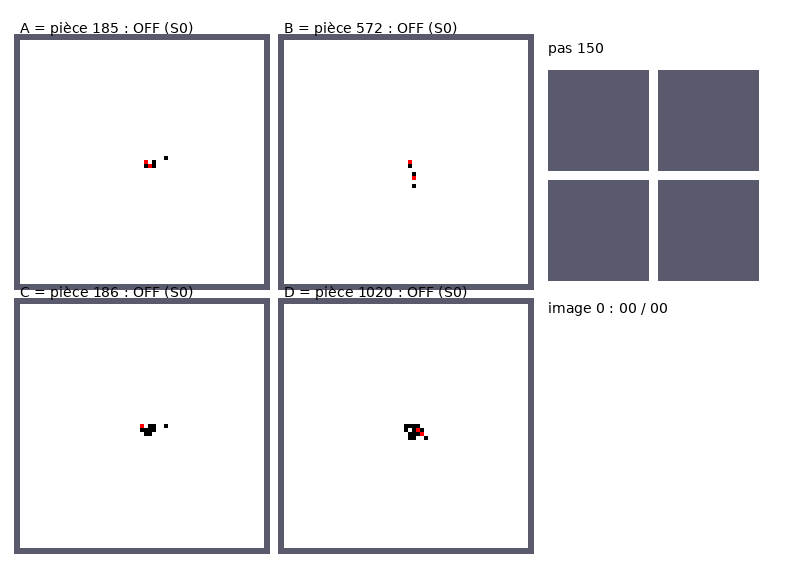 A = pièce 185 : OFF (S0)
B = pièce 572 : OFF (S0)
pas 150
C = pièce 186 : OFF (S0)
D = pièce 1020 : OFF (S0)
image 0 : 00 / 00